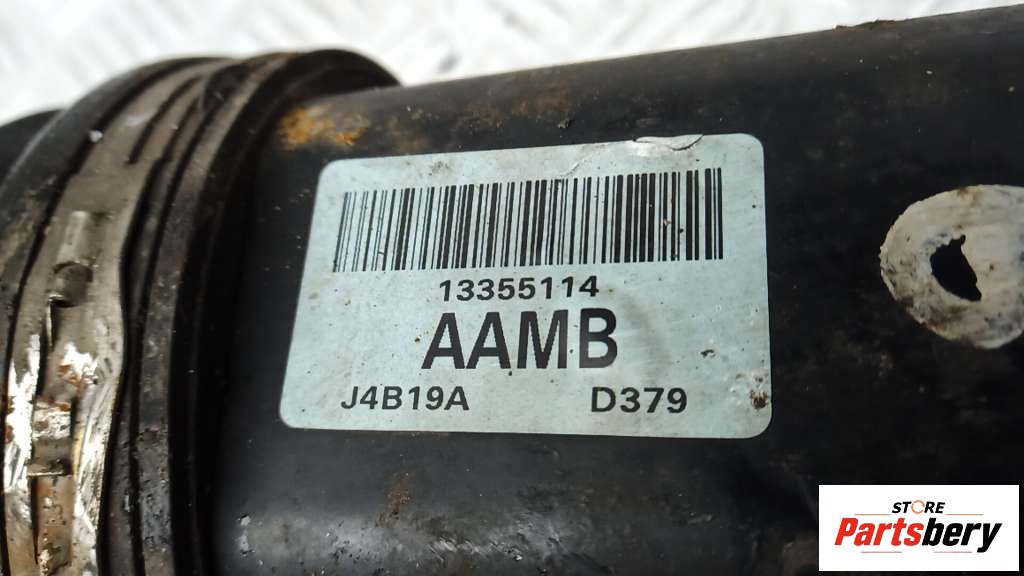 13355114
AAMB
J4B19A D379
STORE
Partsbery